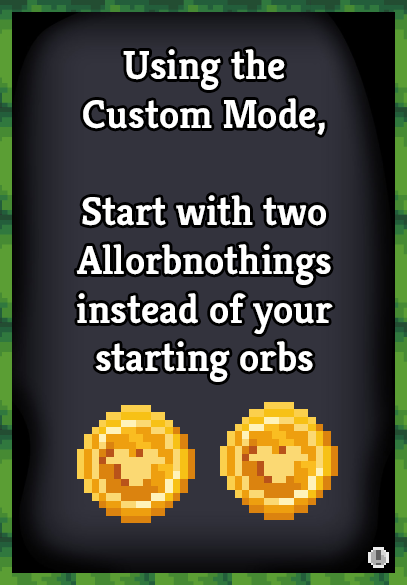 Using the
Custom Mode,
Start with two
Allorbnothings
instead of your
starting orbs